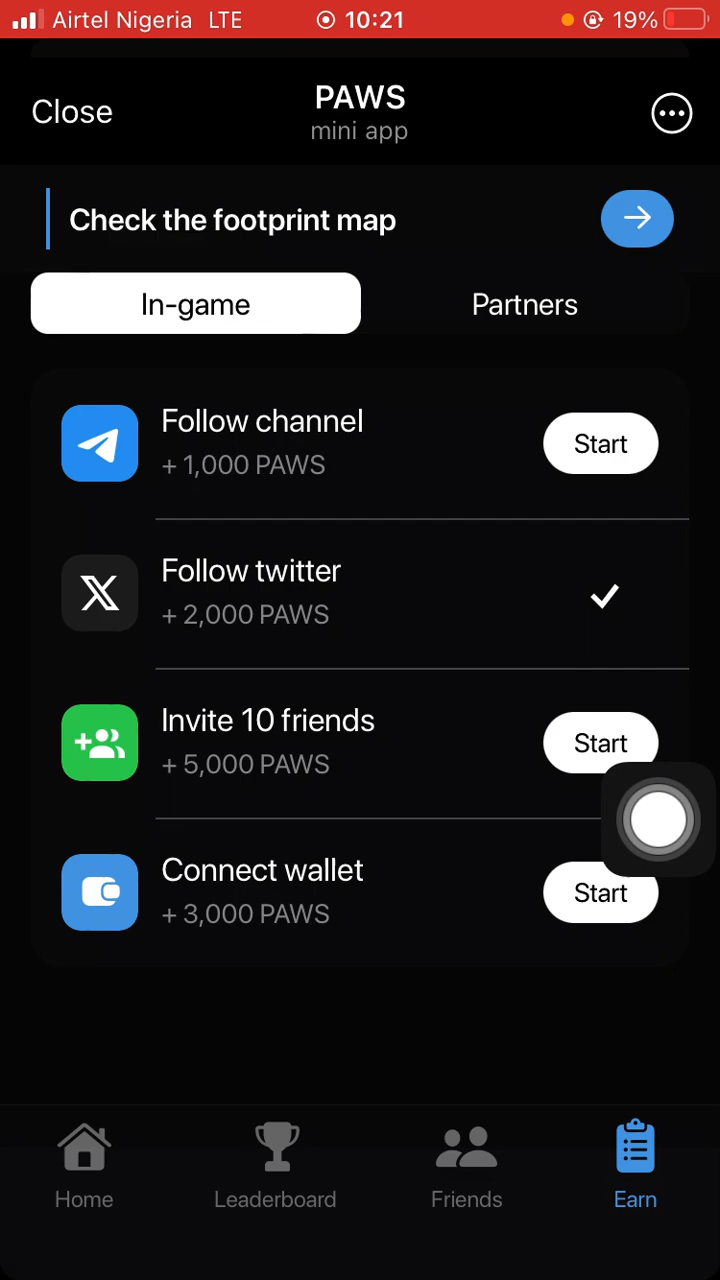 Airtel Nigeria LTE 10:21 19%
Close
PAWS
mini app
Check the footprint map
In-game Partners
Follow channel
+ 1,000 PAWS
Start
Follow twitter
+ 2,000 PAWS
Invite 10 friends
+ 5,000 PAWS
Start
Connect wallet
+ 3,000 PAWS
Start
Home Leaderboard Friends Earn